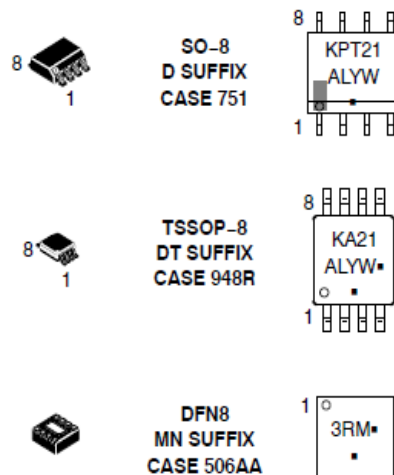 8
1
SO-8
D SUFFIX
CASE 751
8
KPT21
ALYW
1
8
1
TSSOP-8
DT SUFFIX
CASE 948R
8
KA21
ALYW▪
▪
1
DFN8
MN SUFFIX
CASE 506AA
1
3RM▪
▪